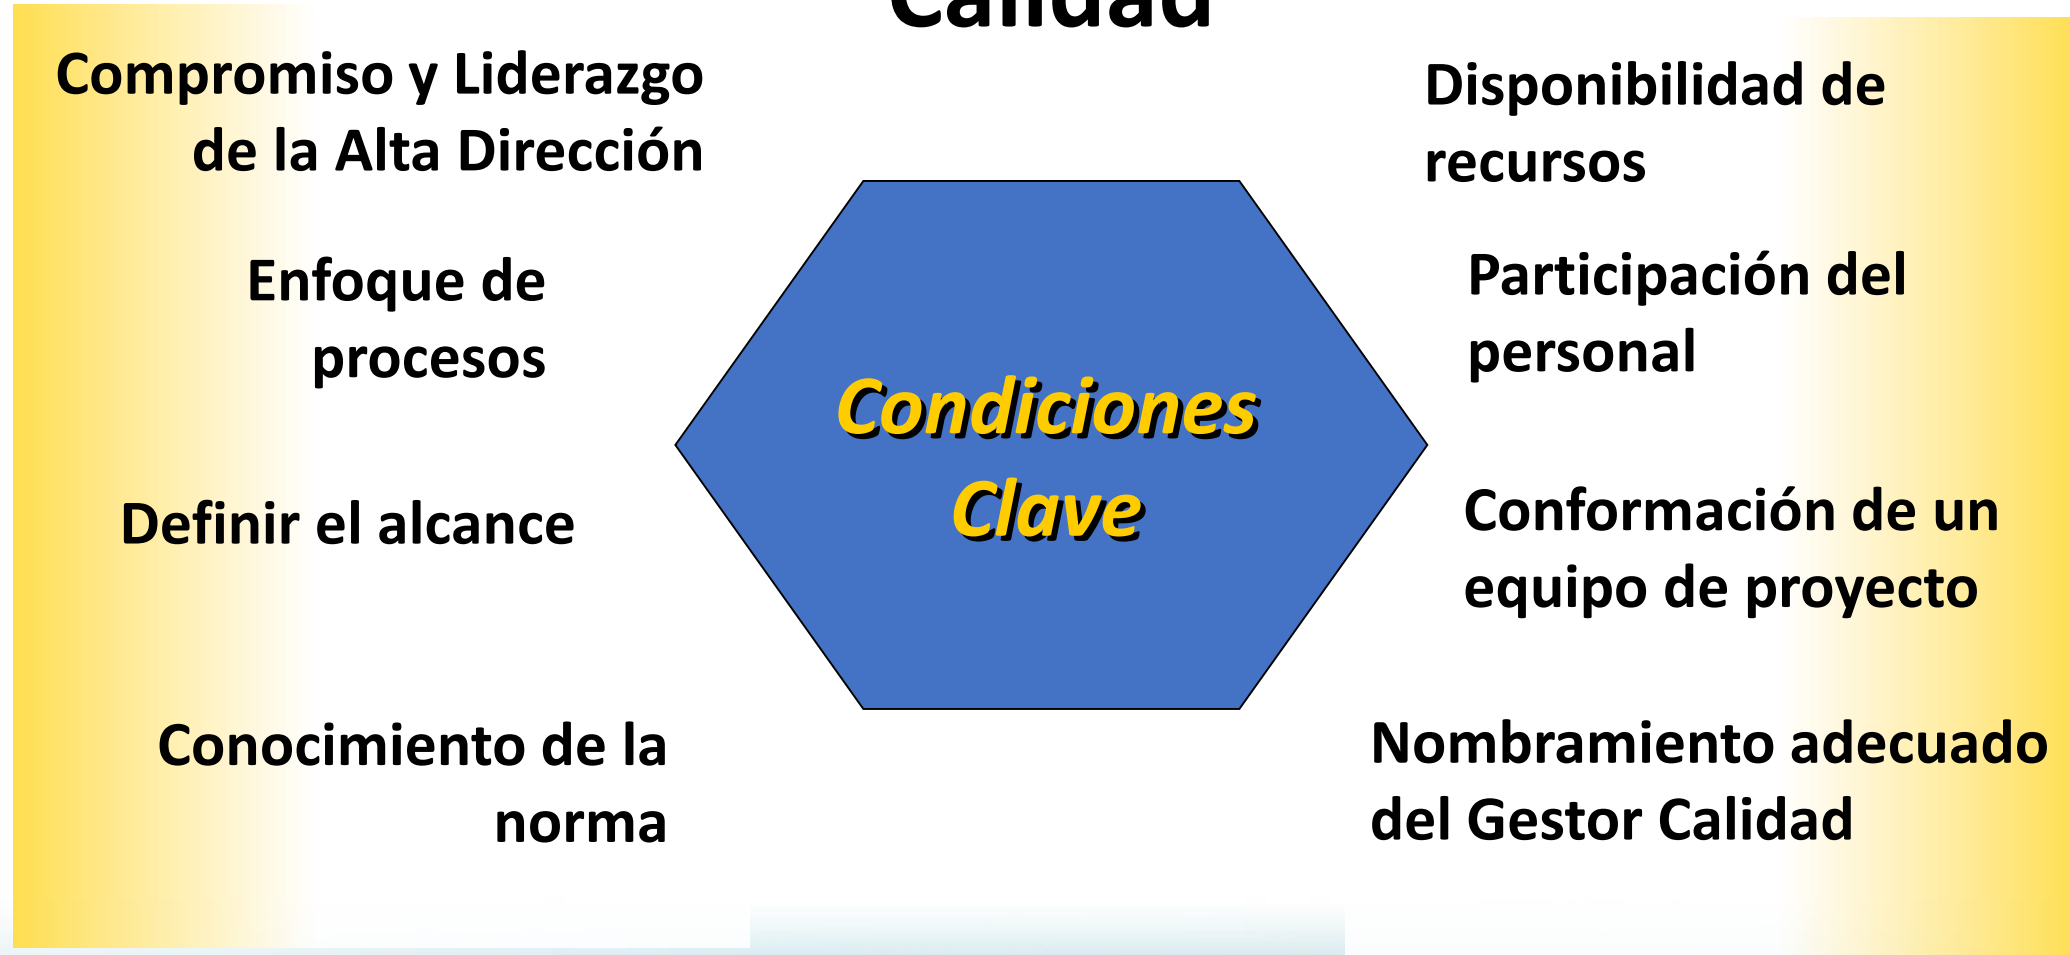 Calidad
Compromiso y Liderazgo
de la Alta Dirección
Enfoque de
procesos
Definir el alcance
Conocimiento de la
norma
Condiciones
Clave
Disponibilidad de
recursos
Participación del
personal
Conformación de un
equipo de proyecto
Nombramiento adecuado
del Gestor Calidad